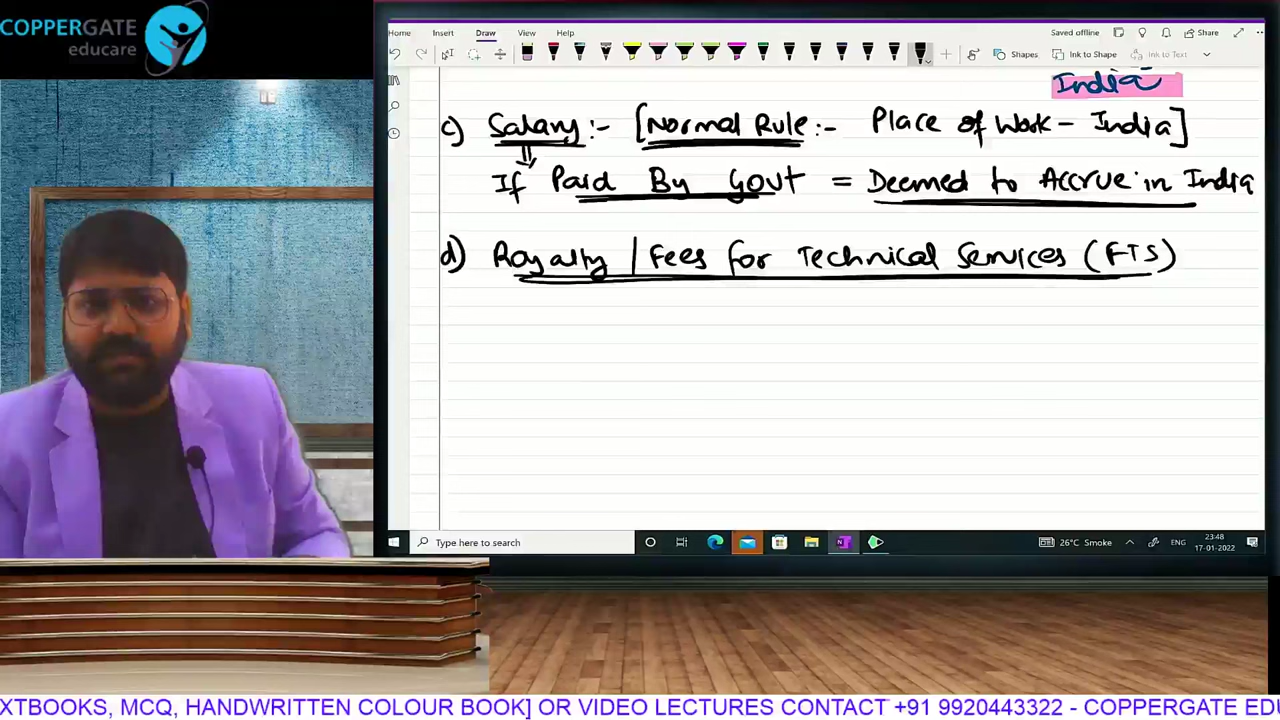 COPPERGATE
educare
Home Insert Draw View Help
Saved offline
Share
Shapes
Ink to Shape
Ink to Text
India
c) Salary :- [Normal Rule :- Place of Work - India]
If Paid By Govt = Deemed to Accrue in India
d) Royalty | Fees for Technical Services (FTS)
Type here to search
26°C Smoke
ENG
23:48
17-01-2022
XTBOOKS, MCQ, HANDWRITTEN COLOUR BOOK] OR VIDEO LECTURES CONTACT +91 9920443322 - COPPERGATE EDU